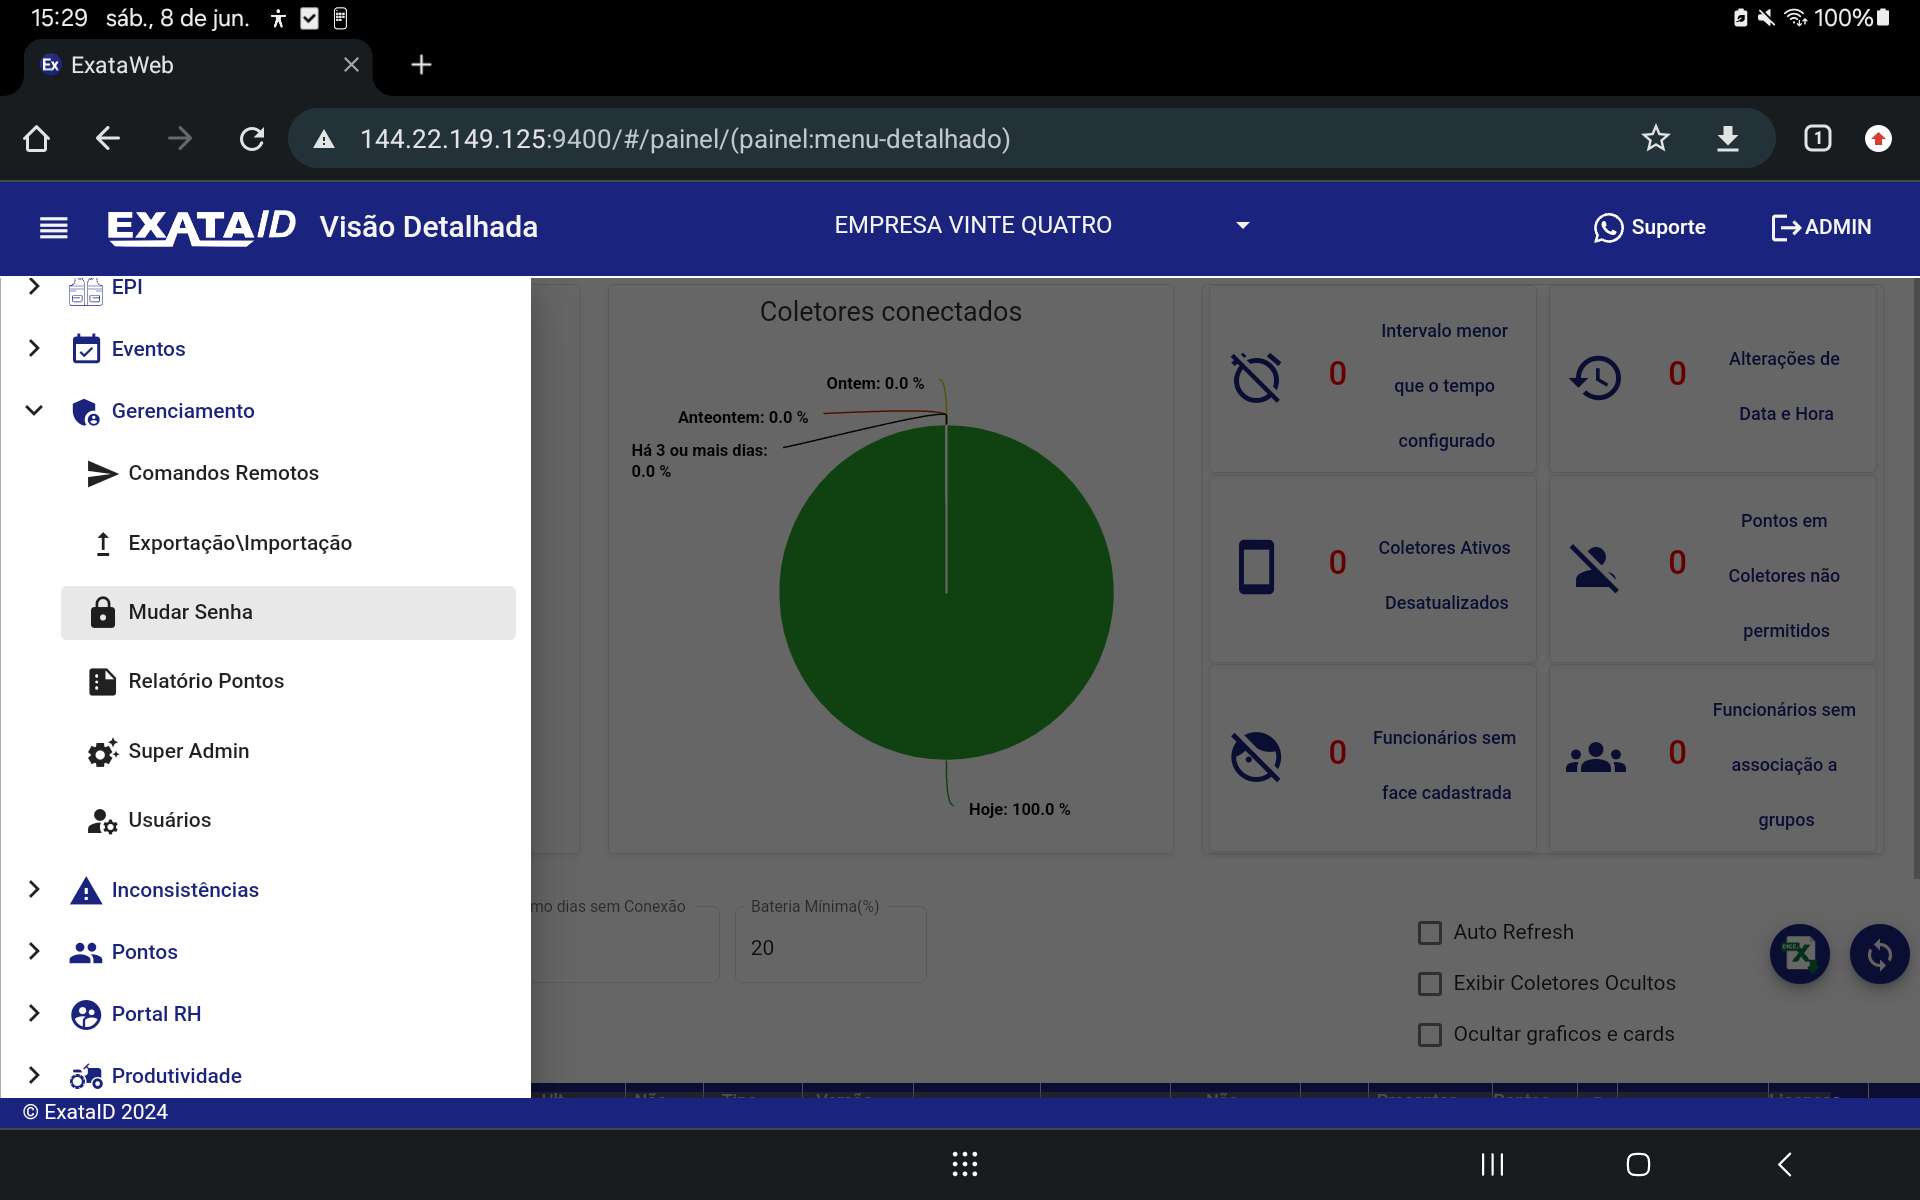 15:29 sáb., 8 de jun. 100%
Ex ExataWeb
144.22.149.125:9400/#/painel/(painel:menu-detalhado) 1
EXATAID Visão Detalhada EMPRESA VINTE QUATRO Suporte ADMIN
EPI
Eventos
Gerenciamento
Comandos Remotos
Exportação\Importação
Mudar Senha
Relatório Pontos
Super Admin
Usuários
Inconsistências
Pontos
Portal RH
Produtividade
Coletores conectados
Ontem: 0.0 %
Anteontem: 0.0 %
Há 3 ou mais dias:
0.0 %
Hoje: 100.0 %
0 Intervalo menor
que o tempo
configurado
0 Alterações de
Data e Hora
0 Coletores Ativos
Desatualizados
0 Pontos em
Coletores não
permitidos
0 Funcionários sem
face cadastrada
0 Funcionários sem
associação a
grupos
mo dias sem Conexão
Bateria Mínima(%)
20
Auto Refresh
Exibir Coletores Ocultos
Ocultar graficos e cards
© ExataID 2024